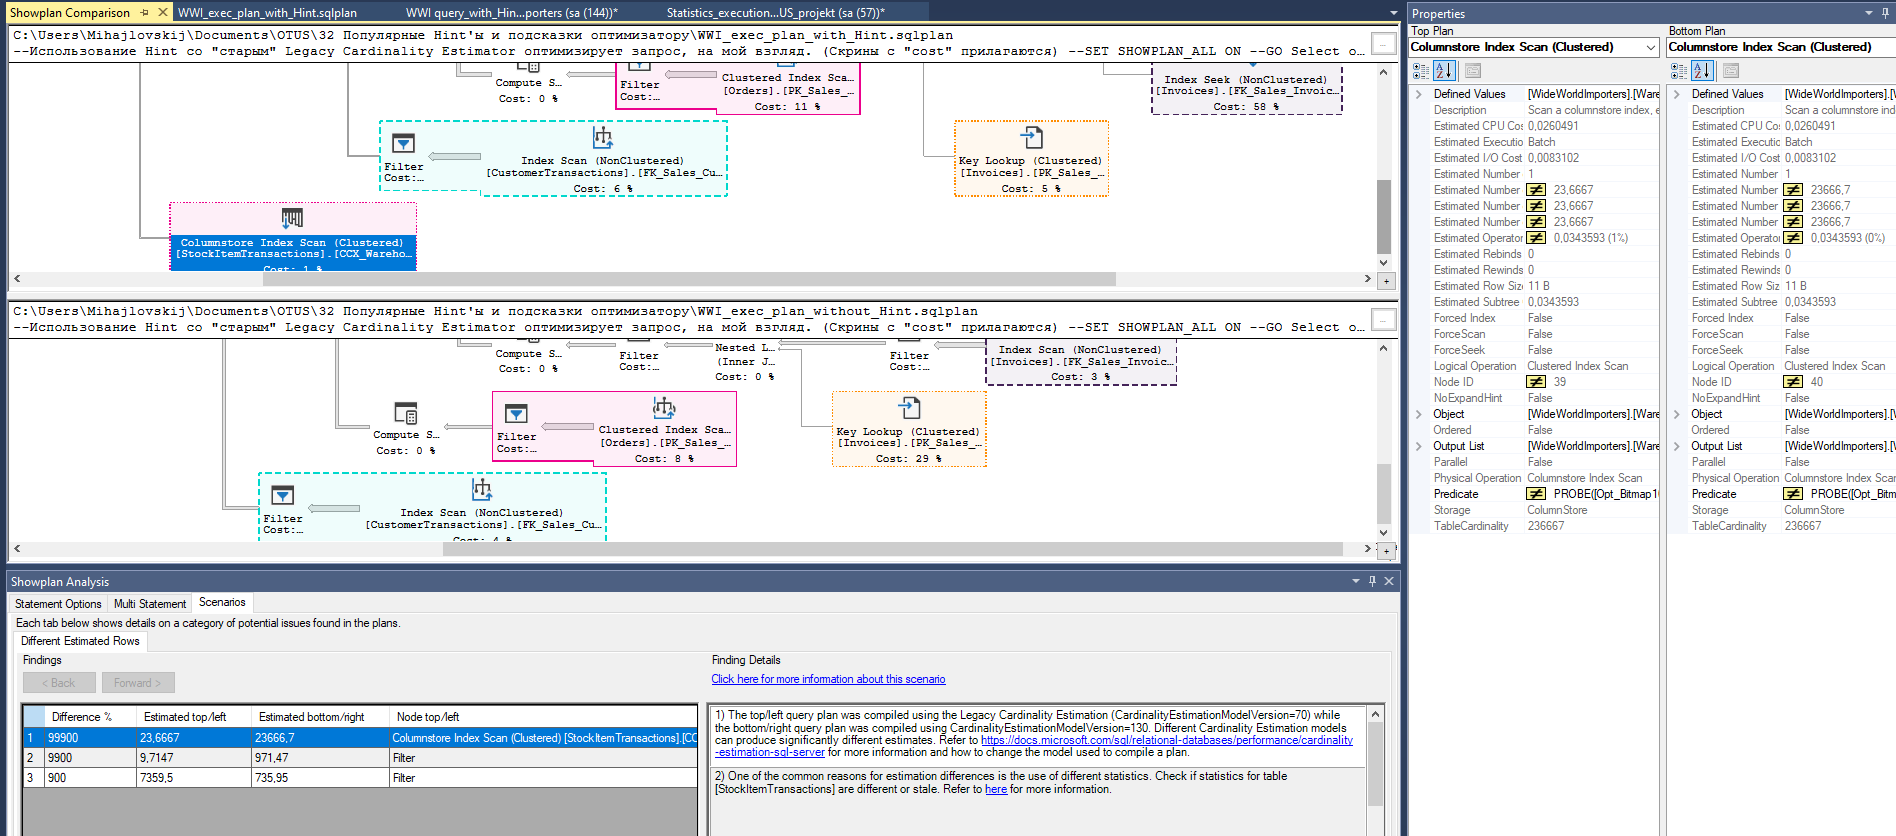 Showplan Comparison
WWI_exec_plan_with_Hint.sqlplan
WWI query_with_Hin...porters (sa (144))*
Statistics_execution...US_projekt (sa (57))*
C:\Users\Mihajlovskij\Documents\OTUS\32 Популярные Hint'ы и подсказки оптимизатору\WWI_exec_plan_with_Hint.sqlplan
--Использование Hint со "старым" Legacy Cardinality Estimator оптимизирует запрос, на мой взгляд. (Скрины с "cost" прилагаются) --SET SHOWPLAN_ALL ON --GO Select o...
...
Compute S...
Cost: 0 %
Filter
Cost:...
Clustered Index Sca...
[Orders].[PK_Sales_...
Cost: 11 %
Index Seek (NonClustered)
[Invoices].[FK_Sales_Invoic...
Cost: 58 %
Filter
Cost:...
Index Scan (NonClustered)
[CustomerTransactions].[FK_Sales_Cu...
Cost: 6 %
Key Lookup (Clustered)
[Invoices].[PK_Sales_...
Cost: 5 %
Columnstore Index Scan (Clustered)
[StockItemTransactions].[CCX_Wareho...
Cost: 1 %
C:\Users\Mihajlovskij\Documents\OTUS\32 Популярные Hint'ы и подсказки оптимизатору\WWI_exec_plan_without_Hint.sqlplan
--Использование Hint со "старым" Legacy Cardinality Estimator оптимизирует запрос, на мой взгляд. (Скрины с "cost" прилагаются) --SET SHOWPLAN_ALL ON --GO Select o...
...
Compute S...
Cost: 0 %
Filter
Cost:...
Nested L...
(Inner J...
Cost: 0 %
Filter
Cost:...
Index Scan (NonClustered)
[Invoices].[FK_Sales_Invoic...
Cost: 3 %
Compute S...
Cost: 0 %
Filter
Cost:...
Clustered Index Sca...
[Orders].[PK_Sales_...
Cost: 8 %
Key Lookup (Clustered)
[Invoices].[PK_Sales_...
Cost: 29 %
Filter
Cost:...
Index Scan (NonClustered)
[CustomerTransactions].[FK_Sales_Cu...
Cost: 4 %
Showplan Analysis
Statement Options
Multi Statement
Scenarios
Each tab below shows details on a category of potential issues found in the plans.
Different Estimated Rows
Findings
< Back
Forward >
Difference % Estimated top/left Estimated bottom/right Node top/left
1 99900 23,6667 23666,7 Columnstore Index Scan (Clustered) [StockItemTransactions].[CC
2 9900 9,7147 971,47 Filter
3 900 7359,5 735,95 Filter
Finding Details
Click here for more information about this scenario
1) The top/left query plan was compiled using the Legacy Cardinality Estimation (CardinalityEstimationModelVersion=70) while
the bottom/right query plan was compiled using CardinalityEstimationModelVersion=130. Different Cardinality Estimation models
can produce significantly different estimates. Refer to https://docs.microsoft.com/sql/relational-databases/performance/cardinality
-estimation-sql-server for more information and how to change the model used to compile a plan.
2) One of the common reasons for estimation differences is the use of different statistics. Check if statistics for table
[StockItemTransactions] are different or stale. Refer to here for more information.
Properties
Top Plan
Columnstore Index Scan (Clustered)
Defined Values [WideWorldImporters].[Ware
Description Scan a columnstore index, e
Estimated CPU Cos 0,0260491
Estimated Executio Batch
Estimated I/O Cost 0,0083102
Estimated Number 1
Estimated Number 23,6667
Estimated Number 23,6667
Estimated Number 23,6667
Estimated Operator 0,0343593 (1%)
Estimated Rebinds 0
Estimated Rewinds 0
Estimated Row Siz 11 B
Estimated Subtree 0,0343593
Forced Index False
ForceScan False
ForceSeek False
Logical Operation Clustered Index Scan
Node ID 39
NoExpandHint False
Object [WideWorldImporters].[Ware
Ordered False
Output List [WideWorldImporters].[Ware
Parallel False
Physical Operation Columnstore Index Scan
Predicate PROBE([Opt_Bitmap1
Storage ColumnStore
TableCardinality 236667
Bottom Plan
Columnstore Index Scan (Clustered)
Defined Values [WideWorldImporters].[W
Description Scan a columnstore ind
Estimated CPU Co 0,0260491
Estimated Executic Batch
Estimated I/O Cost 0,0083102
Estimated Number 1
Estimated Number 23666,7
Estimated Number 23666,7
Estimated Number 23666,7
Estimated Operato 0,0343593 (0%)
Estimated Rebinds 0
Estimated Rewinds 0
Estimated Row Siz 11 B
Estimated Subtree 0,0343593
Forced Index False
ForceScan False
ForceSeek False
Logical Operation Clustered Index Scan
Node ID 40
NoExpandHint False
Object [WideWorldImporters].[W
Ordered False
Output List [WideWorldImporters].[W
Parallel False
Physical Operation Columnstore Index Scan
Predicate PROBE([Opt_Bitma
Storage ColumnStore
TableCardinality 236667